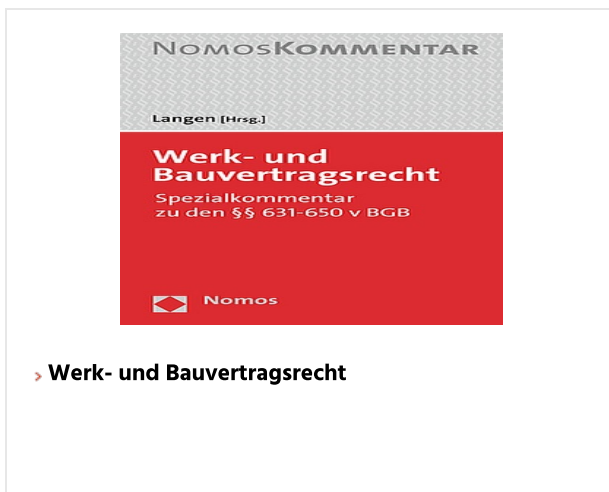 NOMOSKOMMENTAR
Langen [Hrsg.]
Werk- und
Bauvertragsrecht
Spezialkommentar
zu den §§ 631-650 v BGB
Nomos
Werk- und Bauvertragsrecht